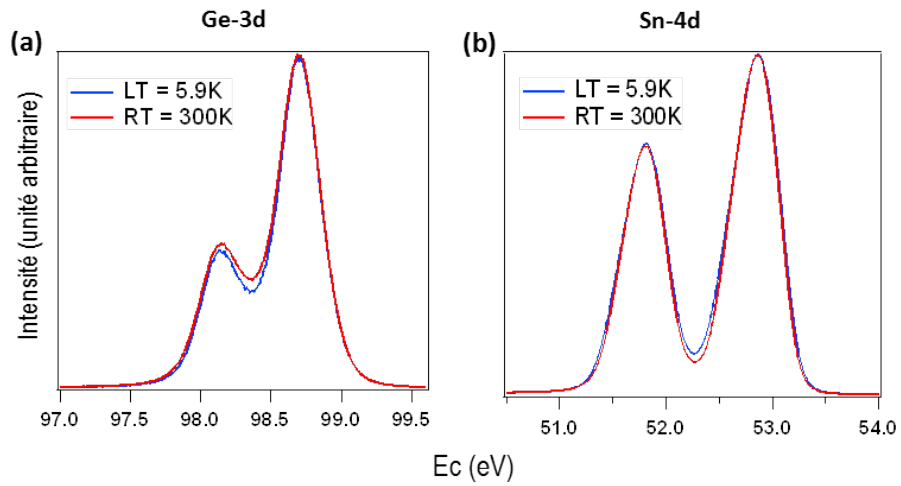 Ge-3d
Sn-4d
(a)
(b)
LT = 5.9K
RT = 300K
LT = 5.9K
RT = 300K
Intensité (unité arbitraire)
97.0 97.5 98.0 98.5 98.7 99.0 99.5
51.0 52.0 53.0 54.0
Ec (eV)